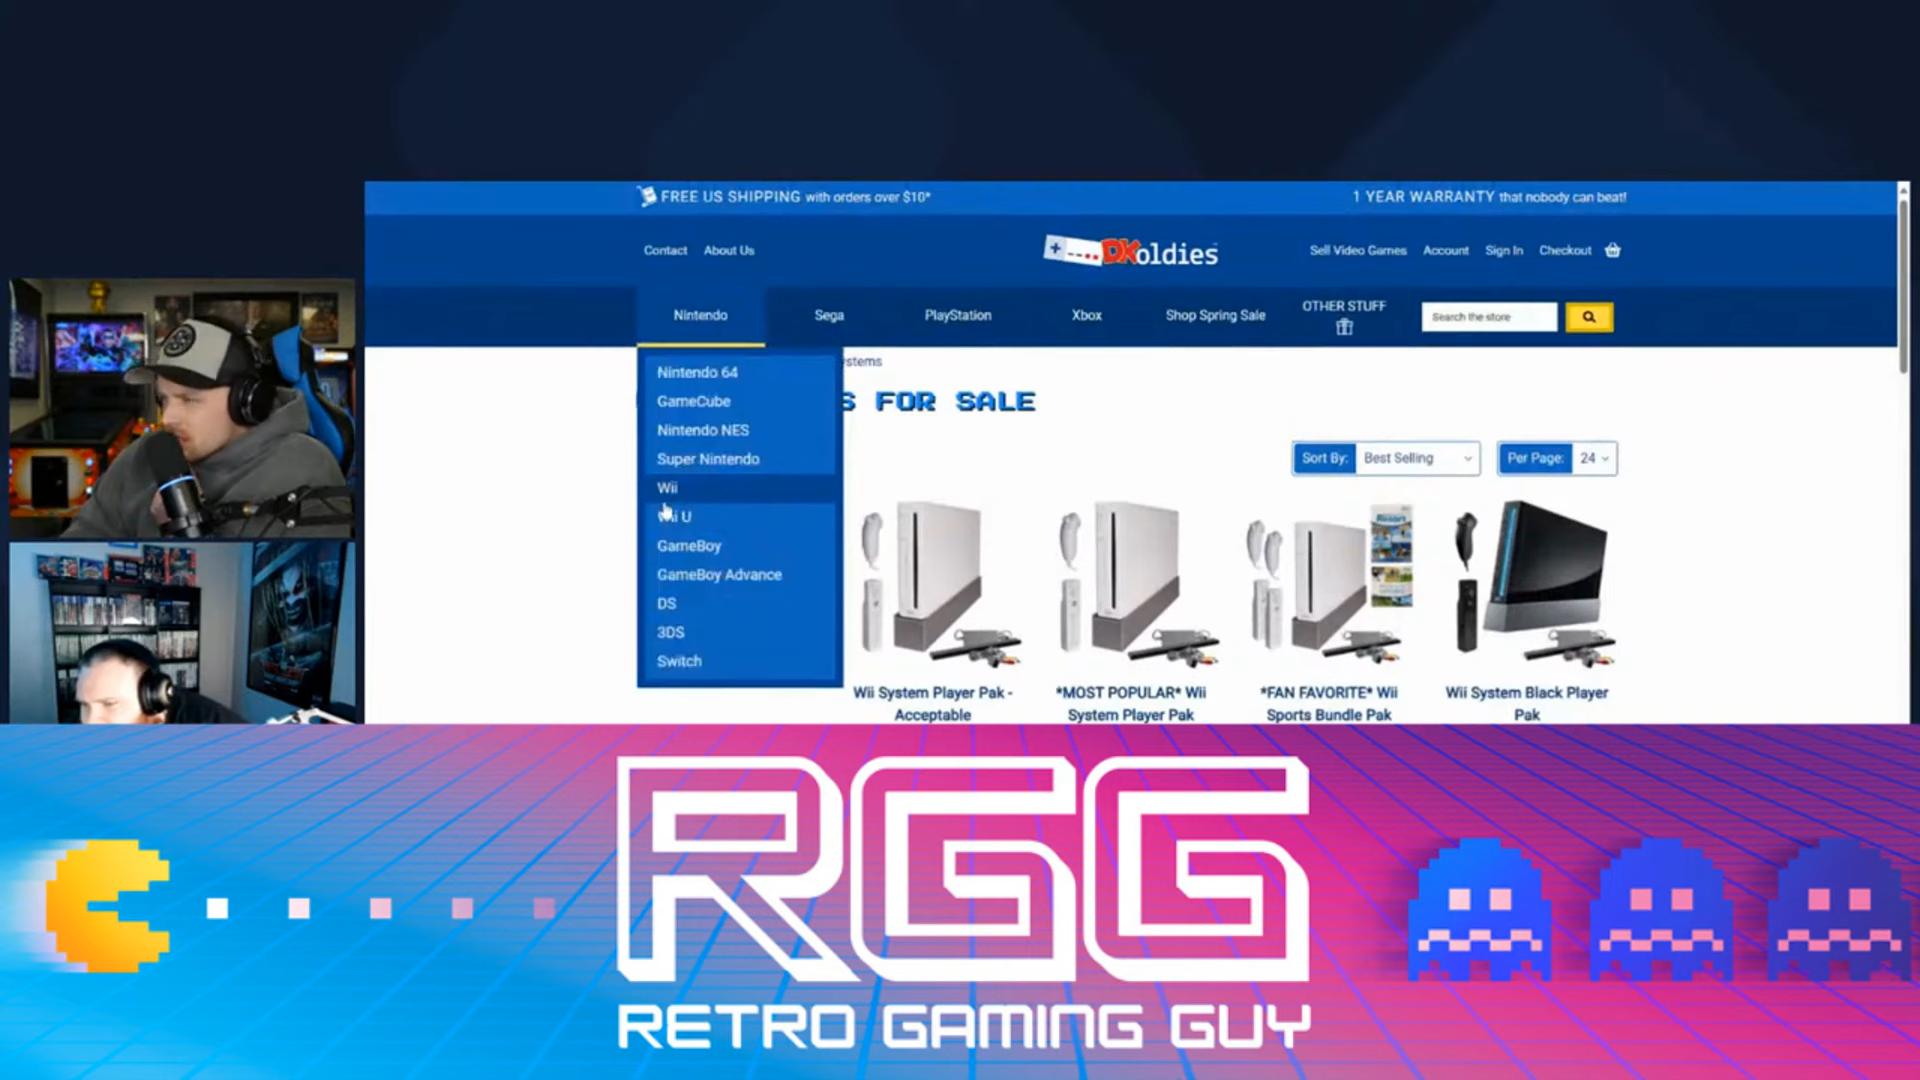 FREE US SHIPPING with orders over $10*
1 YEAR WARRANTY that nobody can beat!
Contact About Us
DKoldies
Sell Video Games Account Sign In Checkout
Nintendo Sega PlayStation Xbox Shop Spring Sale OTHER STUFF
Search the store
Nintendo 64
GameCube
Nintendo NES
Super Nintendo
Wii
Wii U
GameBoy
GameBoy Advance
DS
3DS
Switch
ystems
S FOR SALE
Sort By: Best Selling
Per Page: 24
Wii System Player Pak -
Acceptable
*MOST POPULAR* Wii
System Player Pak
*FAN FAVORITE* Wii
Sports Bundle Pak
Wii System Black Player
Pak
RGG
RETRO GAMING GUY